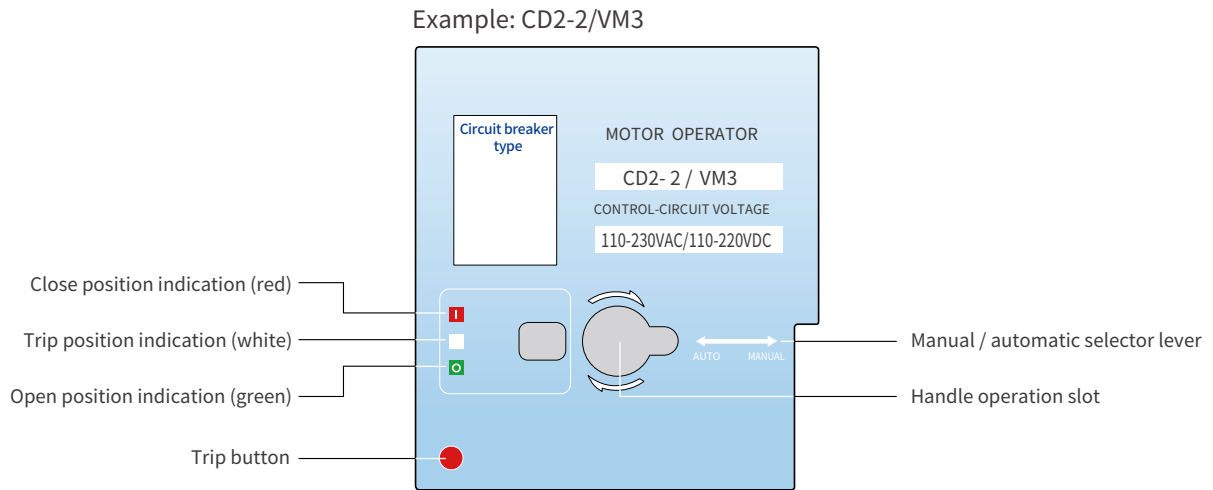 Example: CD2-2/VM3
Circuit breaker
type
MOTOR OPERATOR
CD2- 2 / VM3
CONTROL-CIRCUIT VOLTAGE
110-230VAC/110-220VDC
Close position indication (red)
I
Trip position indication (white)
Open position indication (green)
O
AUTO
MANUAL
Manual / automatic selector lever
Handle operation slot
Trip button